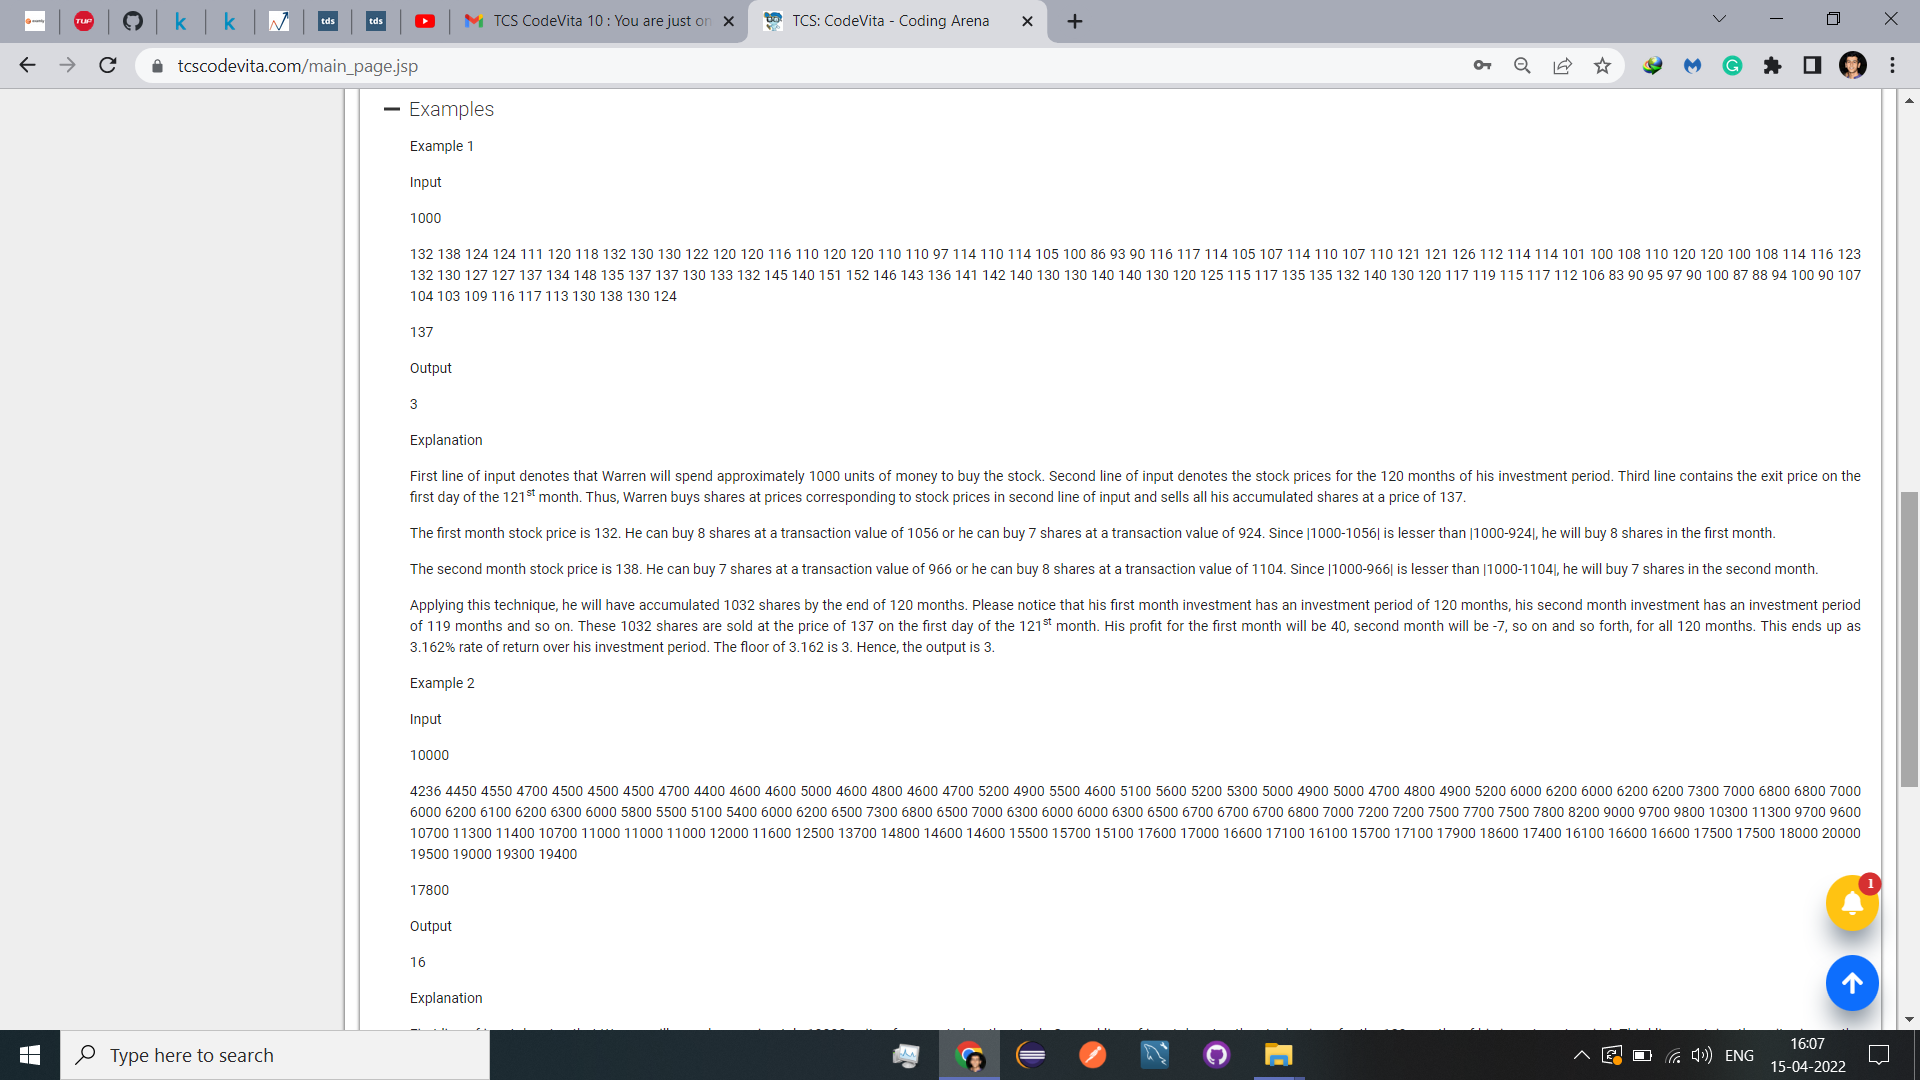 TUP
k
k
tds
tds
TCS CodeVita 10 : You are just on
TCS: CodeVita - Coding Arena
tcscodevita.com/main_page.jsp
Examples
Example 1
Input
1000
132 138 124 124 111 120 118 132 130 130 122 120 120 116 110 120 120 110 110 97 114 110 114 105 100 86 93 90 116 117 114 105 107 114 110 107 110 121 121 126 112 114 114 101 100 108 110 120 120 100 108 114 116 123
132 130 127 127 137 134 148 135 137 137 130 133 132 145 140 151 152 146 143 136 141 142 140 130 130 140 140 130 120 125 115 117 135 135 132 140 130 120 117 119 115 117 112 106 83 90 95 97 90 100 87 88 94 100 90 107
104 103 109 116 117 113 130 138 130 124
137
Output
3
Explanation
First line of input denotes that Warren will spend approximately 1000 units of money to buy the stock. Second line of input denotes the stock prices for the 120 months of his investment period. Third line contains the exit price on the
first day of the 121st month. Thus, Warren buys shares at prices corresponding to stock prices in second line of input and sells all his accumulated shares at a price of 137.
The first month stock price is 132. He can buy 8 shares at a transaction value of 1056 or he can buy 7 shares at a transaction value of 924. Since |1000-1056| is lesser than |1000-924|, he will buy 8 shares in the first month.
The second month stock price is 138. He can buy 7 shares at a transaction value of 966 or he can buy 8 shares at a transaction value of 1104. Since |1000-966| is lesser than |1000-1104|, he will buy 7 shares in the second month.
Applying this technique, he will have accumulated 1032 shares by the end of 120 months. Please notice that his first month investment has an investment period of 120 months, his second month investment has an investment period
of 119 months and so on. These 1032 shares are sold at the price of 137 on the first day of the 121st month. His profit for the first month will be 40, second month will be -7, so on and so forth, for all 120 months. This ends up as
3.162% rate of return over his investment period. The floor of 3.162 is 3. Hence, the output is 3.
Example 2
Input
10000
4236 4450 4550 4700 4500 4500 4500 4700 4400 4600 4600 5000 4600 4800 4600 4700 5200 4900 5500 4600 5100 5600 5200 5300 5000 4900 5000 4700 4800 4900 5200 6000 6200 6000 6200 6200 7300 7000 6800 6800 7000
6000 6200 6100 6200 6300 6000 5800 5500 5100 5400 6000 6200 6500 7300 6800 6500 7000 6300 6000 6000 6300 6500 6700 6700 6700 6800 7000 7200 7200 7500 7700 7500 7800 8200 9000 9700 9800 10300 11300 9700 9600
10700 11300 11400 10700 11000 11000 11000 12000 11600 12500 13700 14800 14600 14600 15500 15700 15100 17600 17000 16600 17100 16100 15700 17100 17900 18600 17400 16100 16600 16600 17500 17500 18000 20000
19500 19000 19300 19400
17800
Output
16
Explanation
1
Type here to search
ENG
16:07
15-04-2022